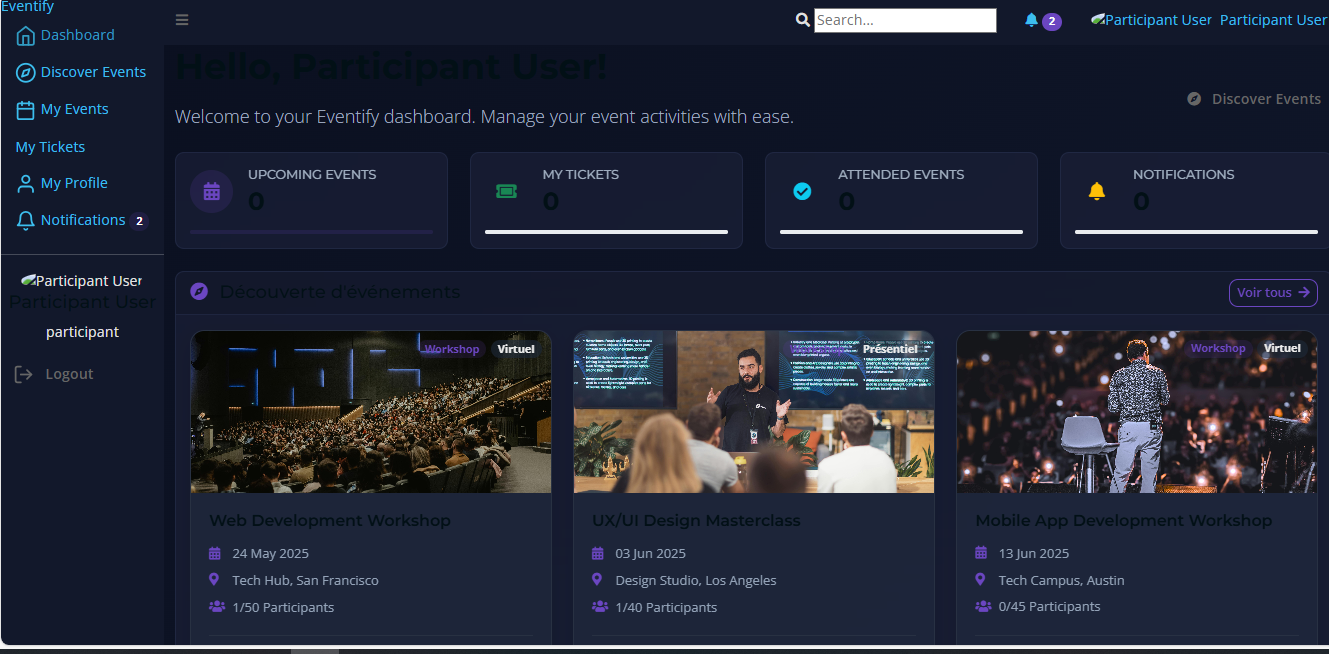 Eventify
Dashboard
Discover Events
My Events
My Tickets
My Profile
Notifications 2
Participant User
Participant User
participant
Logout
Search...
2
Participant User Participant User
Hello, Participant User!
Welcome to your Eventify dashboard. Manage your event activities with ease.
Discover Events
UPCOMING EVENTS
0
MY TICKETS
0
ATTENDED EVENTS
0
NOTIFICATIONS
0
Découverte d'événements
Voir tous →
Workshop Virtuel
Web Development Workshop
24 May 2025
Tech Hub, San Francisco
1/50 Participants
Présentiel
UX/UI Design Masterclass
03 Jun 2025
Design Studio, Los Angeles
1/40 Participants
Workshop Virtuel
Mobile App Development Workshop
13 Jun 2025
Tech Campus, Austin
0/45 Participants